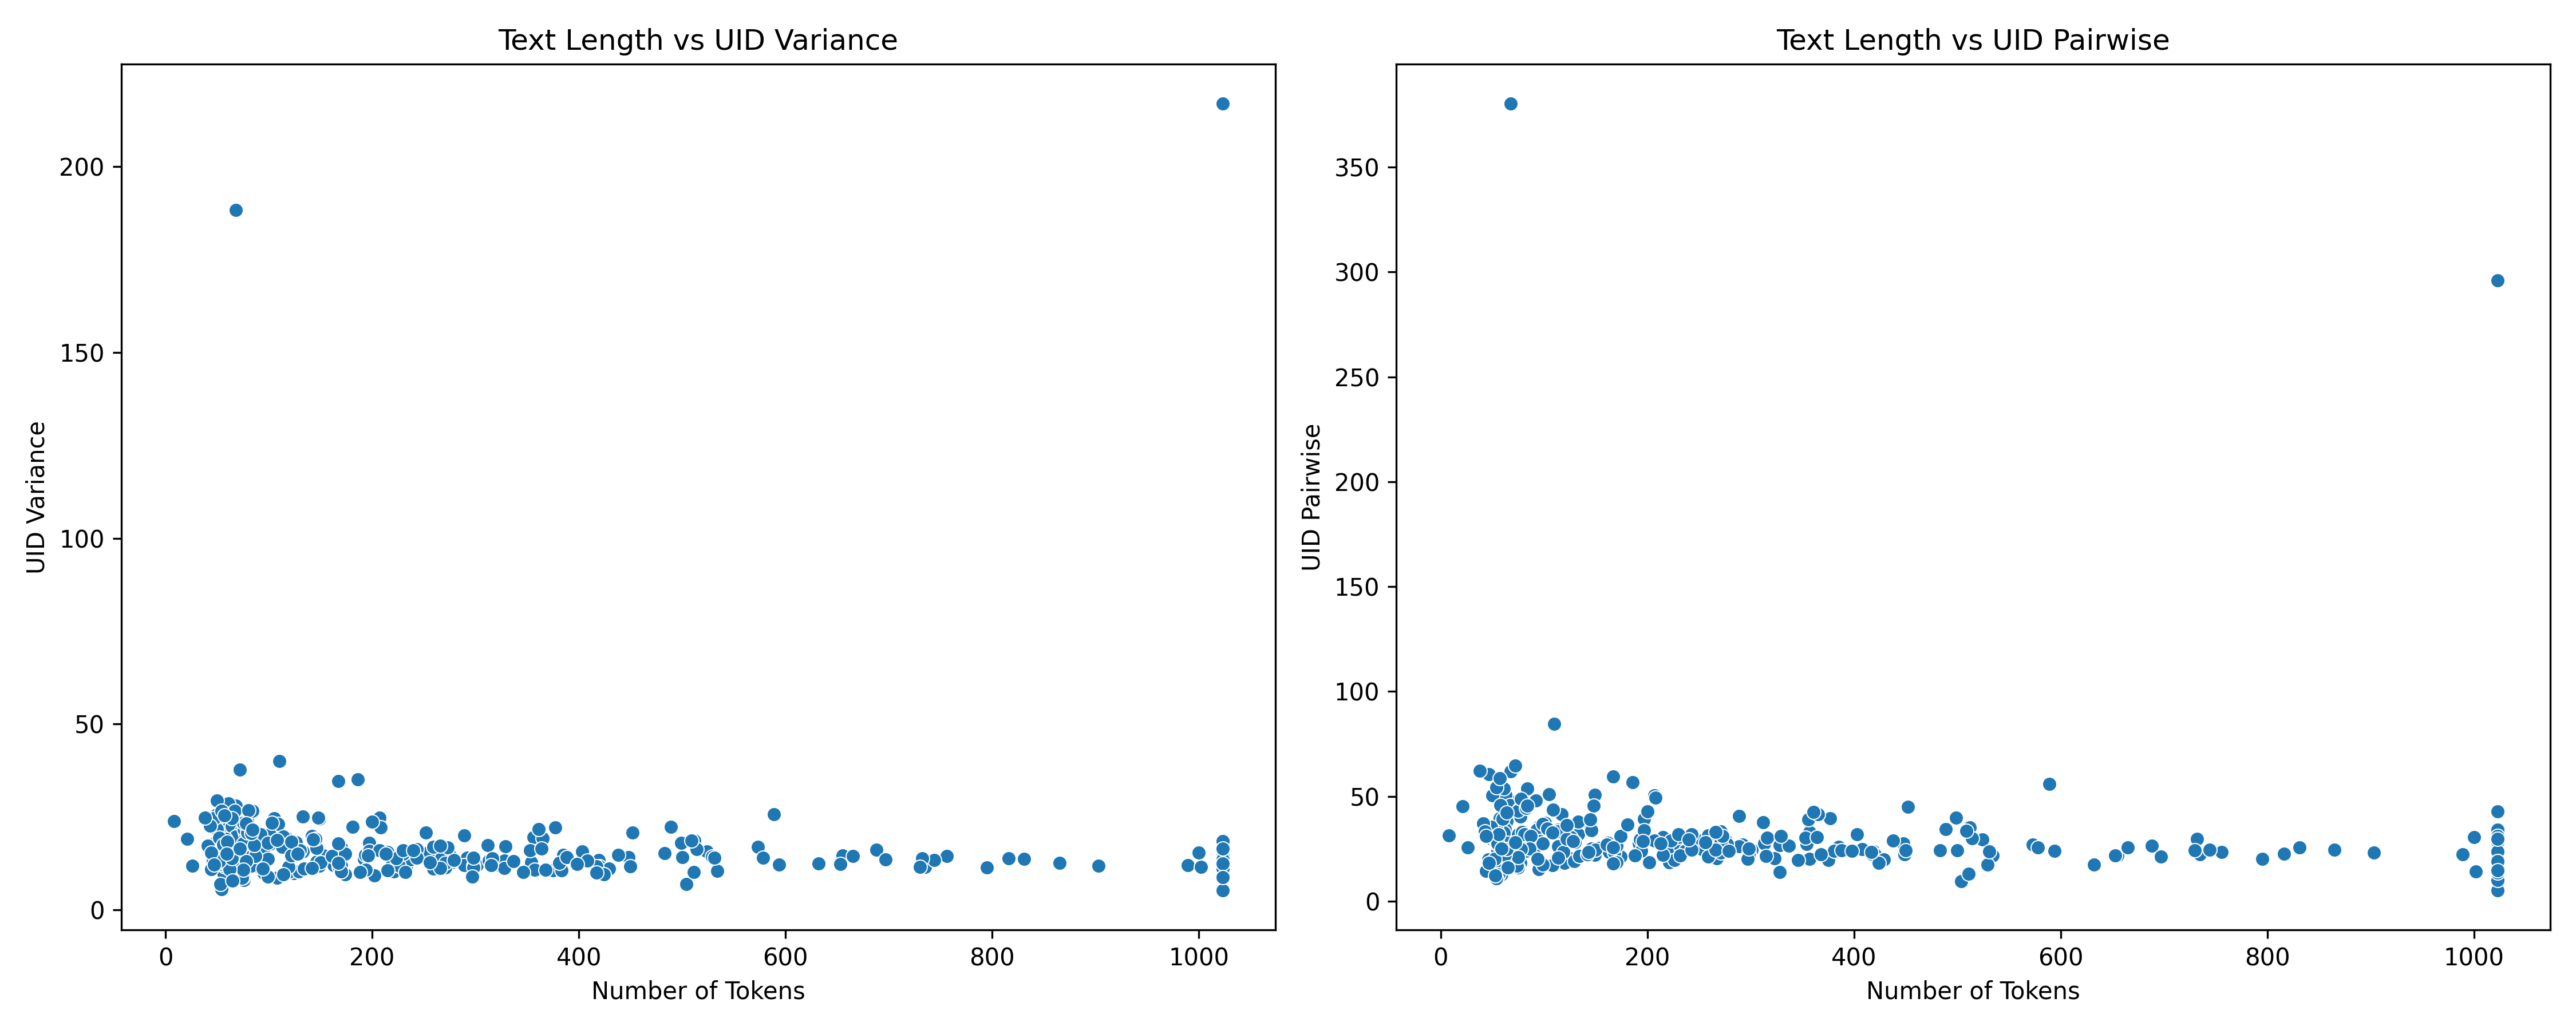 Text Length vs UID Variance
UID Variance
200
150
100
50
0
0 200 400 600 800 1000
Number of Tokens
Text Length vs UID Pairwise
UID Pairwise
350
300
250
200
150
100
50
0
0 200 400 600 800 1000
Number of Tokens